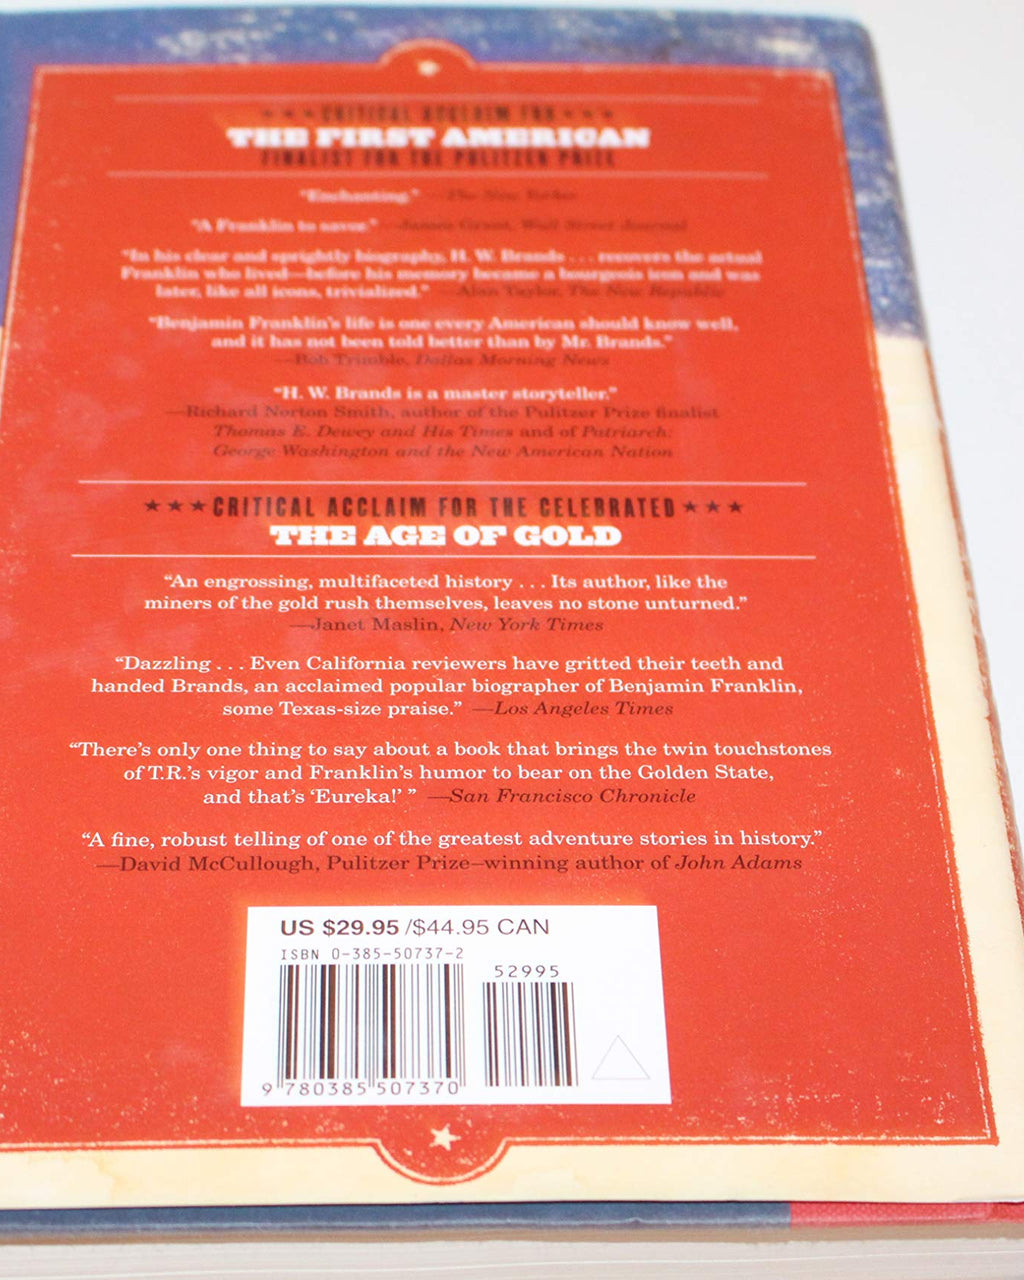 ★★★CRITICAL ACCLAIM FOR★★★
THE FIRST AMERICAN
FINALIST FOR THE PULITZER PRIZE
“Enchanting.” —The New Yorker
“A Franklin to savor.” —James Grant, Wall Street Journal
“In his clear and sprightly biography, H. W. Brands . . . recovers the actual
Franklin who lived—before his memory became a bourgeois icon and was
later, like all icons, trivialized.” —Alan Taylor, The New Republic
“Benjamin Franklin’s life is one every American should know well,
and it has not been told better than by Mr. Brands.”
—Bob Trimble, Dallas Morning News
“H. W. Brands is a master storyteller.”
—Richard Norton Smith, author of the Pulitzer Prize finalist
Thomas E. Dewey and His Times and of Patriarch:
George Washington and the New American Nation
★★★CRITICAL ACCLAIM FOR THE CELEBRATED★★★
THE AGE OF GOLD
“An engrossing, multifaceted history . . . Its author, like the
miners of the gold rush themselves, leaves no stone unturned.”
—Janet Maslin, New York Times
“Dazzling . . . Even California reviewers have gritted their teeth and
handed Brands, an acclaimed popular biographer of Benjamin Franklin,
some Texas-size praise.” —Los Angeles Times
“There’s only one thing to say about a book that brings the twin touchstones
of T.R.’s vigor and Franklin’s humor to bear on the Golden State,
and that’s ‘Eureka!’ ” —San Francisco Chronicle
“A fine, robust telling of one of the greatest adventure stories in history.”
—David McCullough, Pulitzer Prize–winning author of John Adams
US $29.95 /$44.95 CAN
ISBN 0-385-50737-2
52995
9 780385 507370